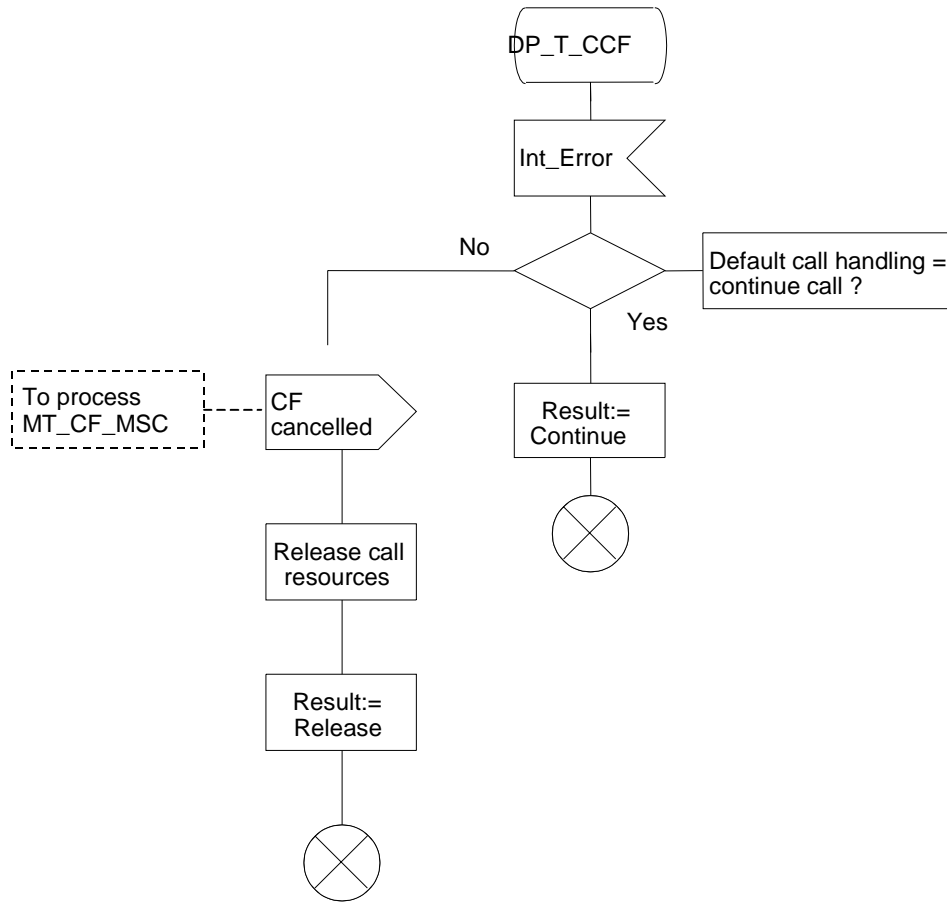 DP_T_CCF
Int_Error
No
Default call handling =
continue call ?
Yes
To process
MT_CF_MSC
CF
cancelled
Result:=
Continue
Release call
resources
Result:=
Release